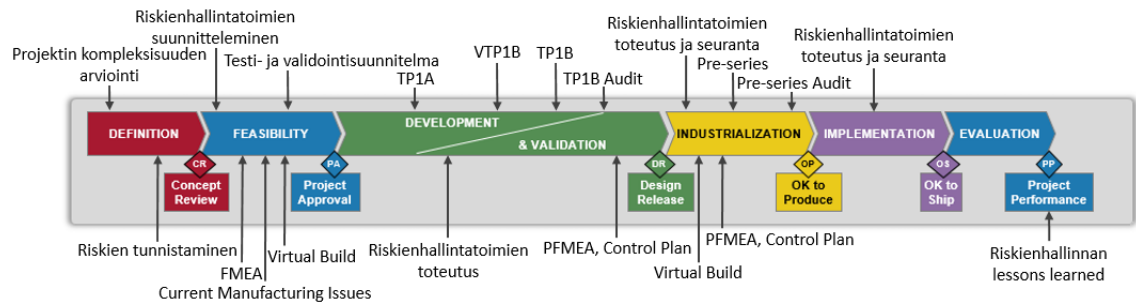 Riskienhallintatoimien
suunnitteleminen
Projektin kompleksisuuden
arviointi
Testi- ja validointisuunnitelma
TP1A
VTP1B
TP1B
TP1B Audit
Riskienhallintatoimien
toteutus ja seuranta
Pre-series
Pre-series Audit
Riskienhallintatoimien
toteutus ja seuranta
DEFINITION
FEASIBILITY
DEVELOPMENT
& VALIDATION
INDUSTRIALIZATION
IMPLEMENTATION
EVALUATION
CR
Concept
Review
PA
Project
Approval
DR
Design
Release
OP
OK to
Produce
OS
OK to
Ship
PP
Project
Performance
Riskien tunnistaminen
FMEA
Current Manufacturing Issues
Virtual Build
Riskienhallintatoimien
toteutus
PFMEA, Control Plan
Virtual Build
PFMEA, Control Plan
Riskienhallinnan
lessons learned